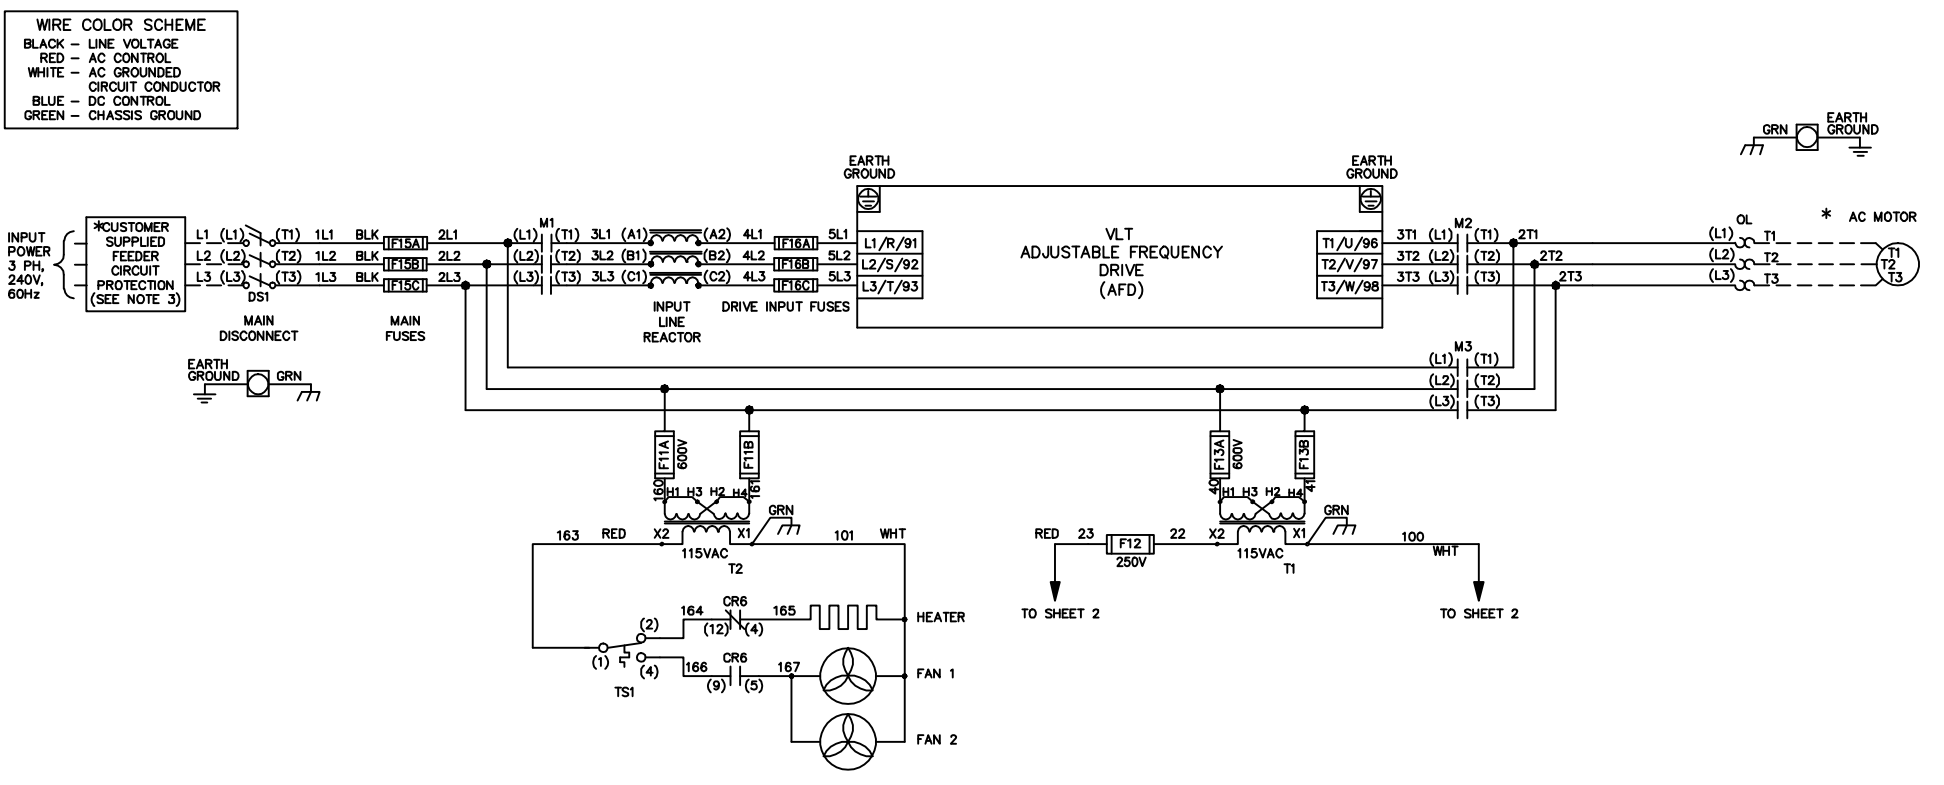 WIRE COLOR SCHEME
BLACK – LINE VOLTAGE
RED – AC CONTROL
WHITE – AC GROUNDED
CIRCUIT CONDUCTOR
BLUE – DC CONTROL
GREEN – CHASSIS GROUND
GRN
EARTH
GROUND
INPUT
POWER
3 PH,
240V,
60Hz
*CUSTOMER
SUPPLIED
FEEDER
CIRCUIT
PROTECTION
(SEE NOTE 3)
L1 (L1) (T1) 1L1 BLK F15A 2L1 (L1) M1 (T1) 3L1 (A1) (A2) 4L1 F16A 5L1
L2 (L2) (T2) 1L2 BLK F15B 2L2 (L2) (T2) 3L2 (B1) (B2) 4L2 F16B 5L2
L3 (L3) (T3) 1L3 BLK F15C 2L3 (L3) (T3) 3L3 (C1) (C2) 4L3 F16C 5L3
DS1
MAIN
DISCONNECT
MAIN
FUSES
INPUT
LINE
REACTOR
DRIVE INPUT FUSES
EARTH
GROUND
EARTH
GROUND
L1/R/91
L2/S/92
L3/T/93
VLT
ADJUSTABLE FREQUENCY
DRIVE
(AFD)
T1/U/96
T2/V/97
T3/W/98
3T1 (L1) M2 (T1) 2T1
3T2 (L2) (T2) 2T2
3T3 (L3) (T3) 2T3
OL
(L1) T1
(L2) T2
(L3) T3
* AC MOTOR
T1
T2
T3
EARTH
GROUND
GRN
M3
(L1) (T1)
(L2) (T2)
(L3) (T3)
F11A
600V
F11B
160
161
H1 H3 H2 H4
GRN
163 RED X2 X1 101 WHT
115VAC
T2
F13A
600V
F13B
40
41
H1 H3 H2 H4
GRN
RED 23 F12 22 X2 X1 100
WHT
250V
115VAC
T1
TO SHEET 2
TO SHEET 2
CR6
164 165
(2) (12) (4)
HEATER
(1)
(4)
TS1
CR6
166 167
(9) (5)
FAN 1
FAN 2